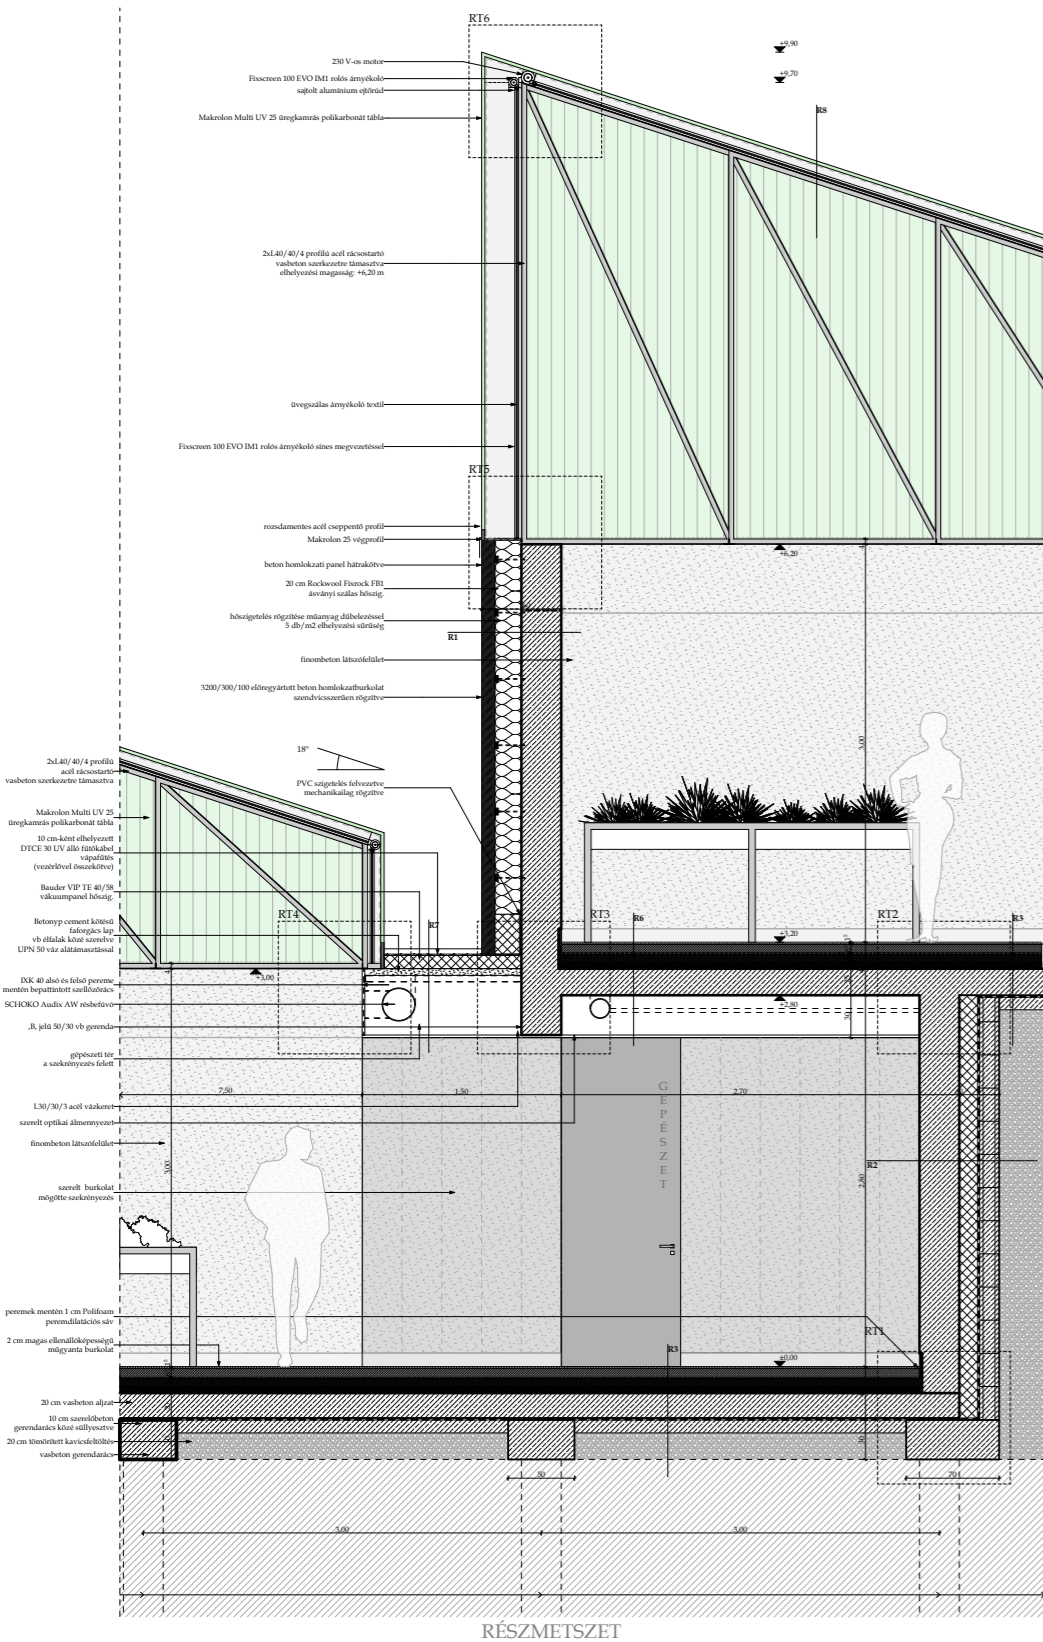 RT6
+9,90
230 V-os motor
Fixscreen 100 EVO IM1 rolós árnyékoló
sajtolt alumínium ejtőrúd
+9,70
Makrolon Multi UV 25 üregkamrás polikarbonát tábla
R8
2xL40/40/4 profilú acél rácsostartó
vasbeton szerkezetre támasztva
elhelyezési magasság: +6,20 m
üvegszálas árnyékoló textil
Fixscreen 100 EVO IM1 rolós árnyékoló sínes megvezetéssel
RT5
rozsdamentes acél cseppentő profil
Makrolon 25 végprofil
+6,20
beton homlokzati panel hátrakötve
20 cm Rockwool Fixrock FB1
ásványi szálas hőszig.
hőszigetelés rögzítése műanyag dűbelezéssel
5 db/m2 elhelyezési sűrűség
R1
finombeton látszófelület
3200/300/100 előregyártott beton homlokzatburkolat
szendvicsszerűen rögzítve
3,00
18°
PVC szigetelés felvezetve
mechanikailag rögzítve
2xL40/40/4 profilú
acél rácsostartó
vasbeton szerkezetre támasztva
Makrolon Multi UV 25
üregkamrás polikarbonát tábla
10 cm-ként elhelyezett
DTCE 30 UV álló fűtőkábel
vápafűtés
(vezérlővel összekötve)
Bauder VIP TE 40/58
vákuumpanel hőszig.
RT4
R7
RT3
R6
RT2
R3
Betonyp cement kötésű
faforgács lap
vb élfalak közé szerelve
UPN 50 váz alátámasztással
+3,20
+3,00
IXK 40 alsó és felső pereme
mentén bepattintott szellőzőrács
SCHOKO Audix AW résbefúvó
+2,80
30
„B„ jelű 50/30 vb gerenda
gépészeti tér
a szekrényezés felett
7,50
1,50
2,70
GÉPÉSZET
L30/30/3 acél vázkeret
szerelt optikai álmennyezet
finombeton látszófelület
3,00
R2
2,80
szerelt burkolat
mögötte szekrényezés
peremek mentén 1 cm Polifoam
peremdilatációs sáv
RT1
2 cm magas ellenállóképességű
műgyanta burkolat
R3
±0,00
20 cm vasbeton aljzat
10 cm szerelőbeton
gerendarács közé süllyesztve
20 cm tömörített kavicsfeltöltés
vasbeton gerendarács
30
50
70
3,00
3,00
RÉSZMETSZET